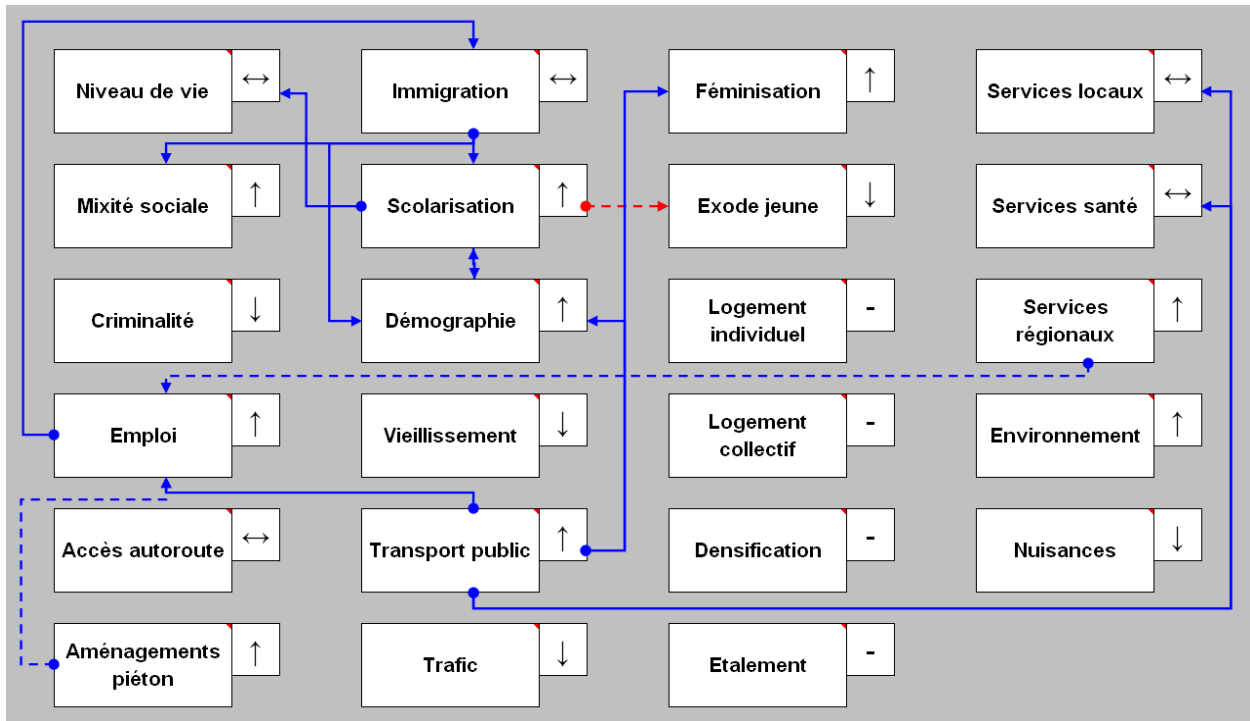 Niveau de vie ↔
Immigration ↔
Féminisation ↑
Services locaux ↔
Mixité sociale ↑
Scolarisation ↑
Exode jeune ↓
Services santé ↔
Criminalité ↓
Démographie ↑
Logement
individuel -
Services
régionaux ↑
Emploi ↑
Vieillissement ↓
Logement
collectif -
Environnement ↑
Accès autoroute ↔
Transport public ↑
Densification -
Nuisances ↓
Aménagements
piéton ↑
Trafic ↓
Etalement -